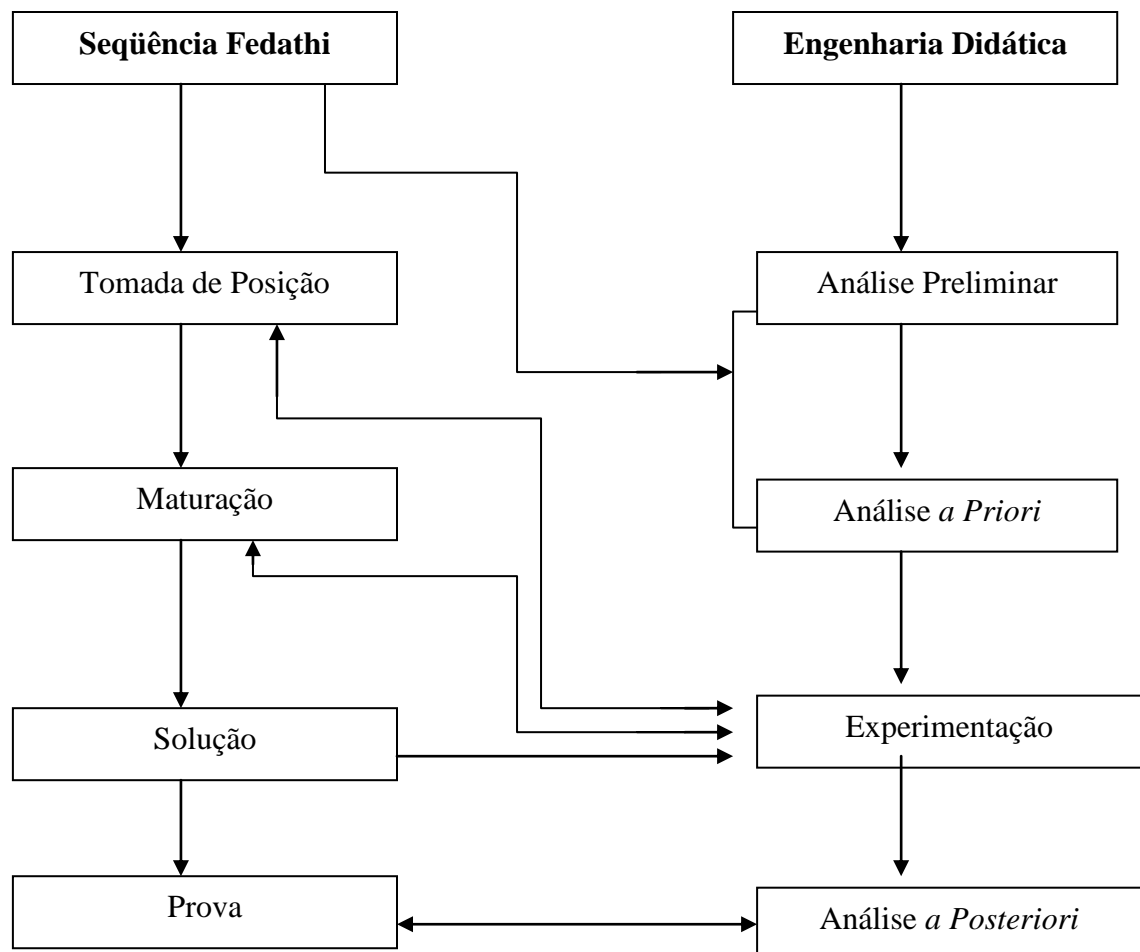 Seqüência Fedathi
Engenharia Didática
Tomada de Posição
Análise Preliminar
Maturação
Análise a Priori
Solução
Experimentação
Prova
Análise a Posteriori